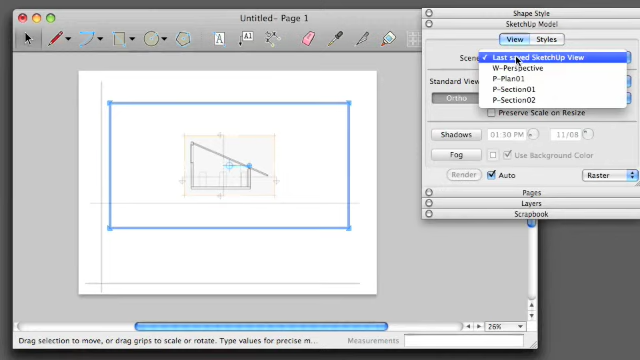 Untitled- Page 1
A
A1
Shape Style
SketchUp Model
View
Styles
Scene
✓ Last saved SketchUp View
W-Perspective
P-Plan01
P-Section01
P-Section02
Standard View
Ortho
Preserve Scale on Resize
Shadows
01:30 PM
11/08
Fog
Use Background Color
Render
Auto
Raster
Pages
Layers
Scrapbook
26%
Drag selection to move, or drag grips to scale or rotate. Type values for precise m...
Measurements